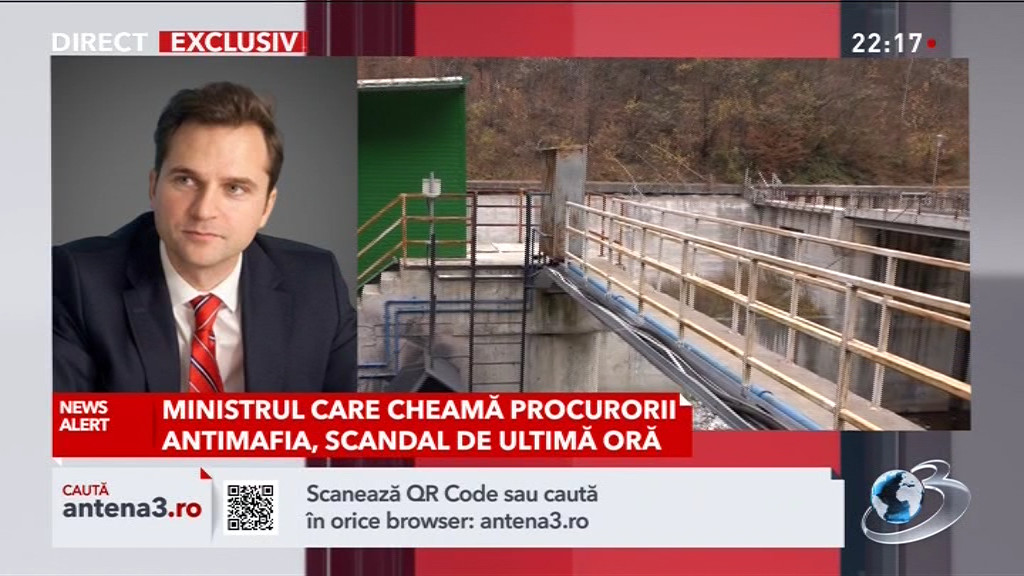 DIRECT EXCLUSIV
22:17
NEWS
ALERT
MINISTRUL CARE CHEAMĂ PROCURORII
ANTIMAFIA, SCANDAL DE ULTIMĂ ORĂ
CAUTĂ
antena3.ro
Scanează QR Code sau caută
în orice browser: antena3.ro
3